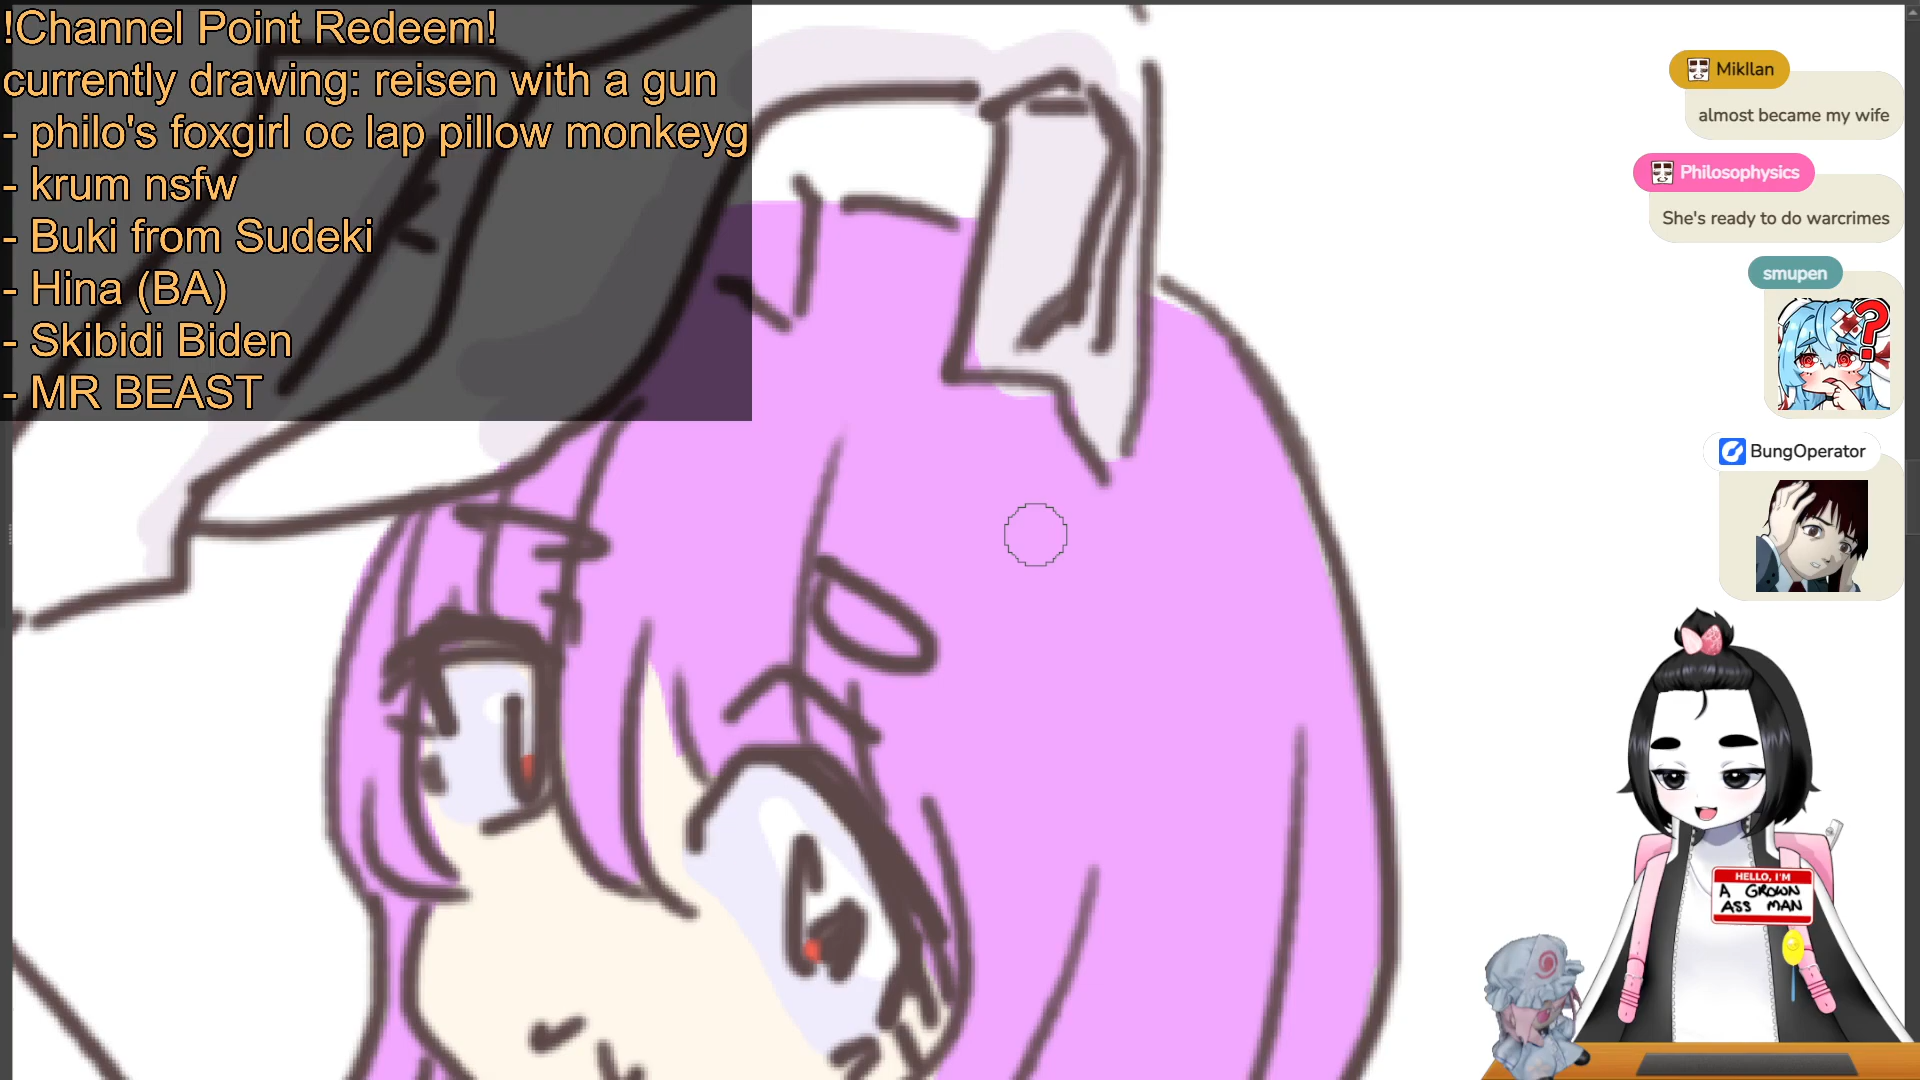 !Channel Point Redeem!
currently drawing: reisen with a gun
- philo's foxgirl oc lap pillow monkeyg
- krum nsfw
- Buki from Sudeki
- Hina (BA)
- Skibidi Biden
- MR BEAST
Mikllan
almost became my wife
Philosophysics
She's ready to do warcrimes
smupen
BungOperator
HELLO, I'M
A GROWN
ASS MAN